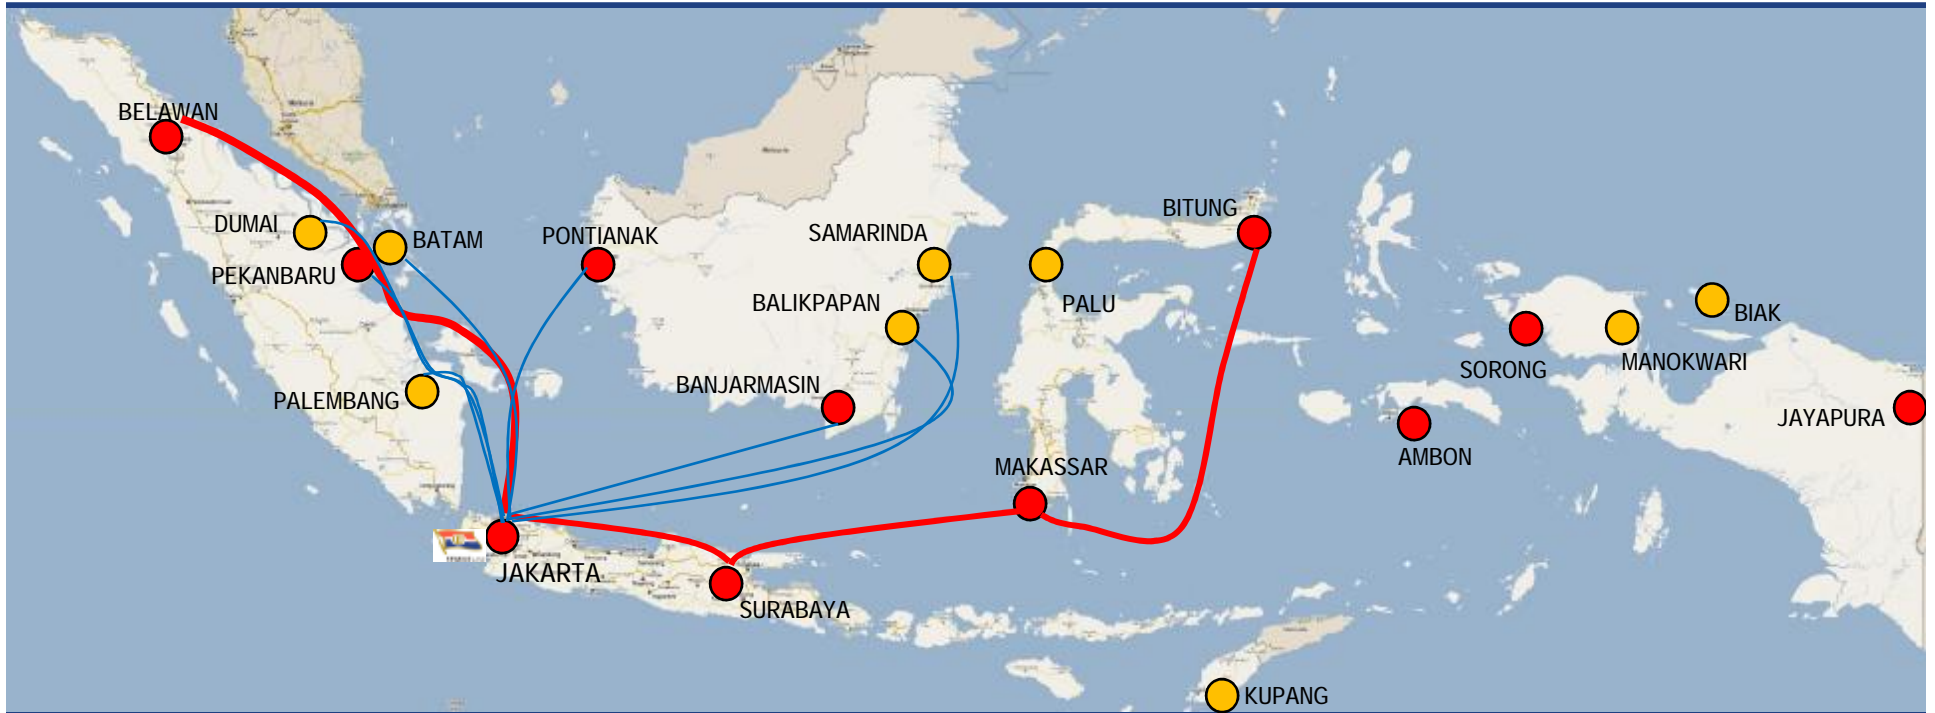 BELAWAN
DUMAI
BATAM
PEKANBARU
PONTIANAK
SAMARINDA
BITUNG
BALIKPAPAN
PALU
BIAK
SORONG
MANOKWARI
BANJARMASIN
PALEMBANG
JAYAPURA
AMBON
MAKASSAR
JAKARTA
SURABAYA
KUPANG